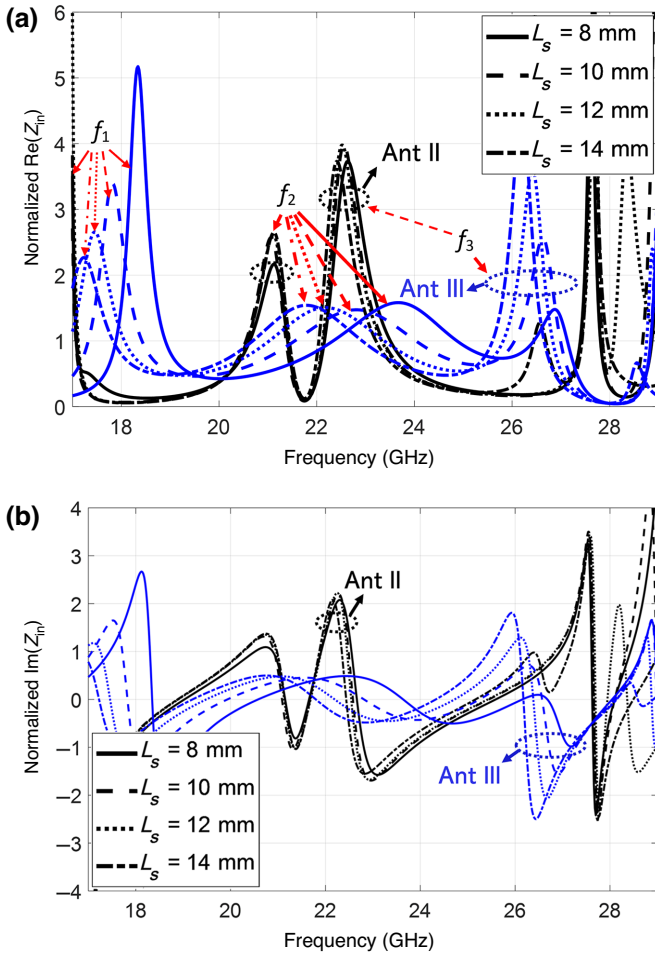 (a)
Normalized Re(Zin)
6
5
4
3
2
1
0
18
20
22
24
26
28
Frequency (GHz)
f1
f2
f3
Ant II
Ant III
Ls = 8 mm
Ls = 10 mm
Ls = 12 mm
Ls = 14 mm
(b)
Normalized Im(Zin)
4
3
2
1
0
−1
−2
−3
−4
18
20
22
24
26
28
Frequency (GHz)
Ant II
Ant III
Ls = 8 mm
Ls = 10 mm
Ls = 12 mm
Ls = 14 mm